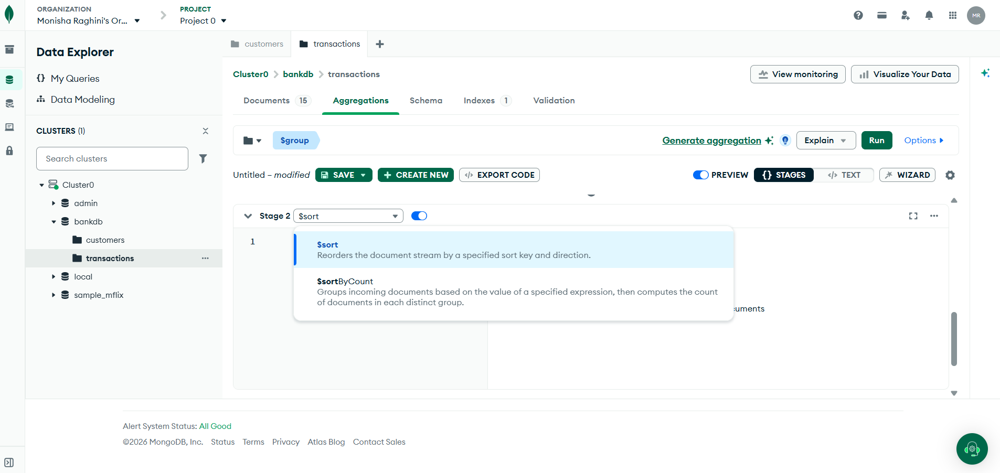 ORGANIZATION
Monisha Raghini's Or...
PROJECT
Project 0
MR
Data Explorer
My Queries
Data Modeling
CLUSTERS (1)
Search clusters
Cluster0
admin
bankdb
customers
transactions
local
sample_mflix
customers
transactions
Cluster0 bankdb transactions
View monitoring
Visualize Your Data
Documents 15
Aggregations
Schema
Indexes 1
Validation
$group
Generate aggregation
Explain
Run
Options
Untitled – modified
SAVE
CREATE NEW
EXPORT CODE
PREVIEW
{} STAGES
</> TEXT
WIZARD
Stage 2 $sort
1
$sort
Reorders the document stream by a specified sort key and direction.
$sortByCount
Groups incoming documents based on the value of a specified expression, then computes the count
of documents in each distinct group.
Alert System Status: All Good
©2026 MongoDB, Inc. Status Terms Privacy Atlas Blog Contact Sales